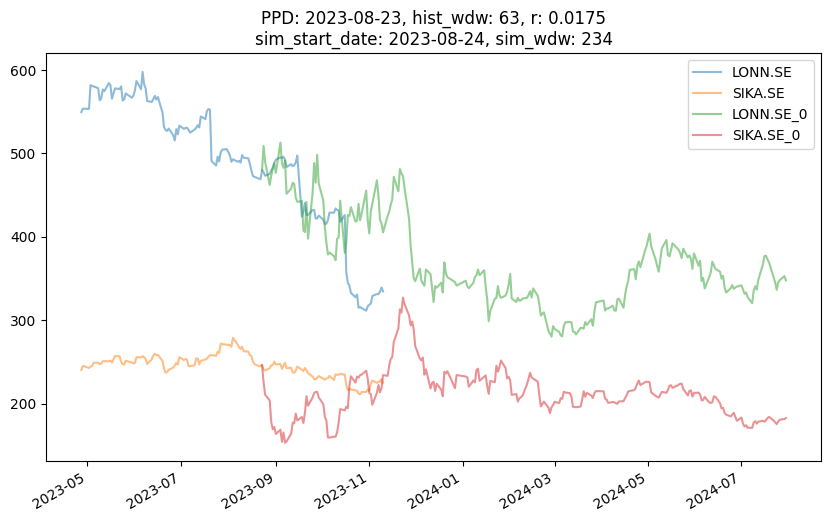 PPD: 2023-08-23, hist_wdw: 63, r: 0.0175
sim_start_date: 2023-08-24, sim_wdw: 234
LONN.SE
SIKA.SE
LONN.SE_0
SIKA.SE_0
600
500
400
300
200
2023-05
2023-07
2023-09
2023-11
2024-01
2024-03
2024-05
2024-07